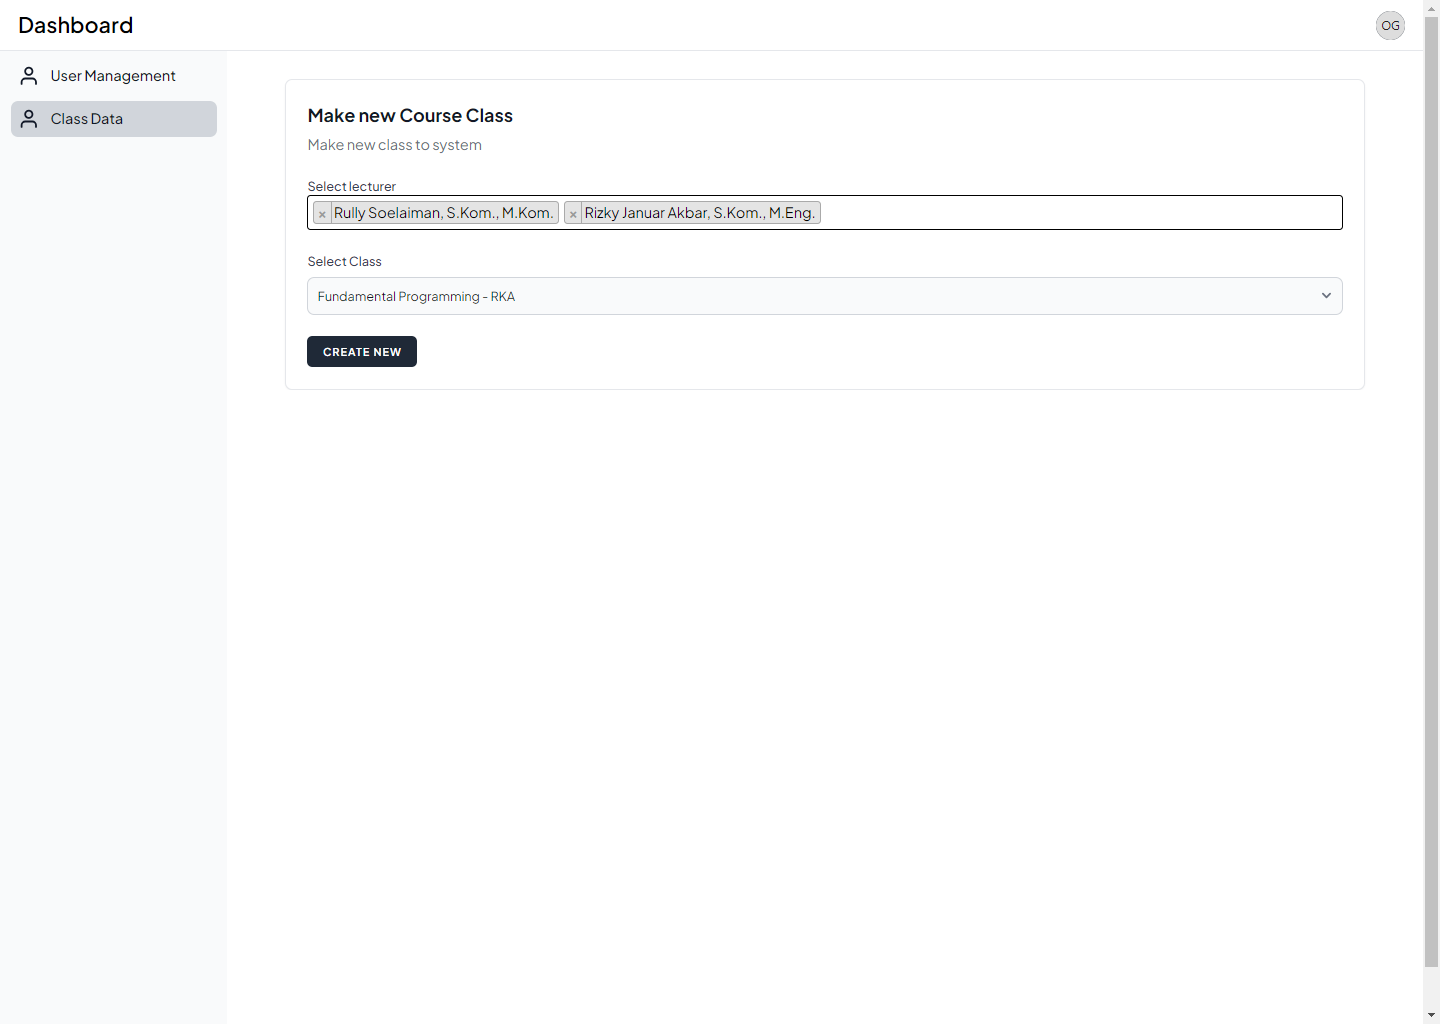 Dashboard
OG
User Management
Class Data
Make new Course Class
Make new class to system
Select lecturer
× Rully Soelaiman, S.Kom., M.Kom. × Rizky Januar Akbar, S.Kom., M.Eng.
Select Class
Fundamental Programming - RKA
CREATE NEW